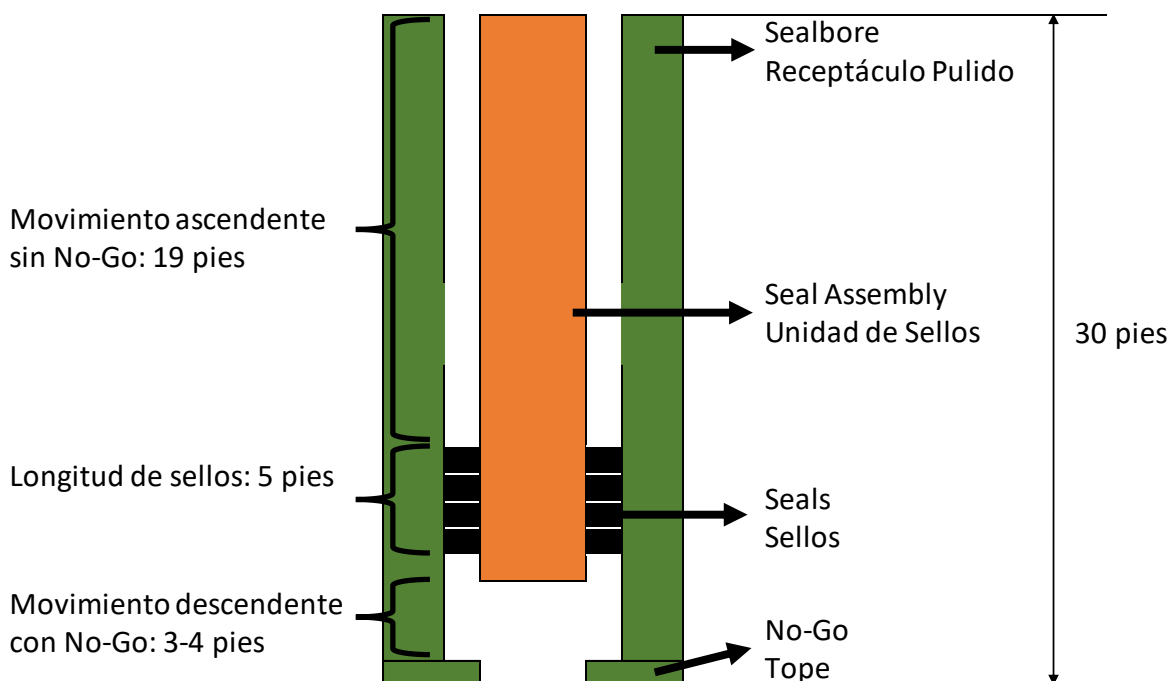 Sealbore
Receptáculo Pulido
Movimiento ascendente
sin No-Go: 19 pies
Seal Assembly
Unidad de Sellos
30 pies
Longitud de sellos: 5 pies
Seals
Sellos
Movimiento descendente
con No-Go: 3-4 pies
No-Go
Tope